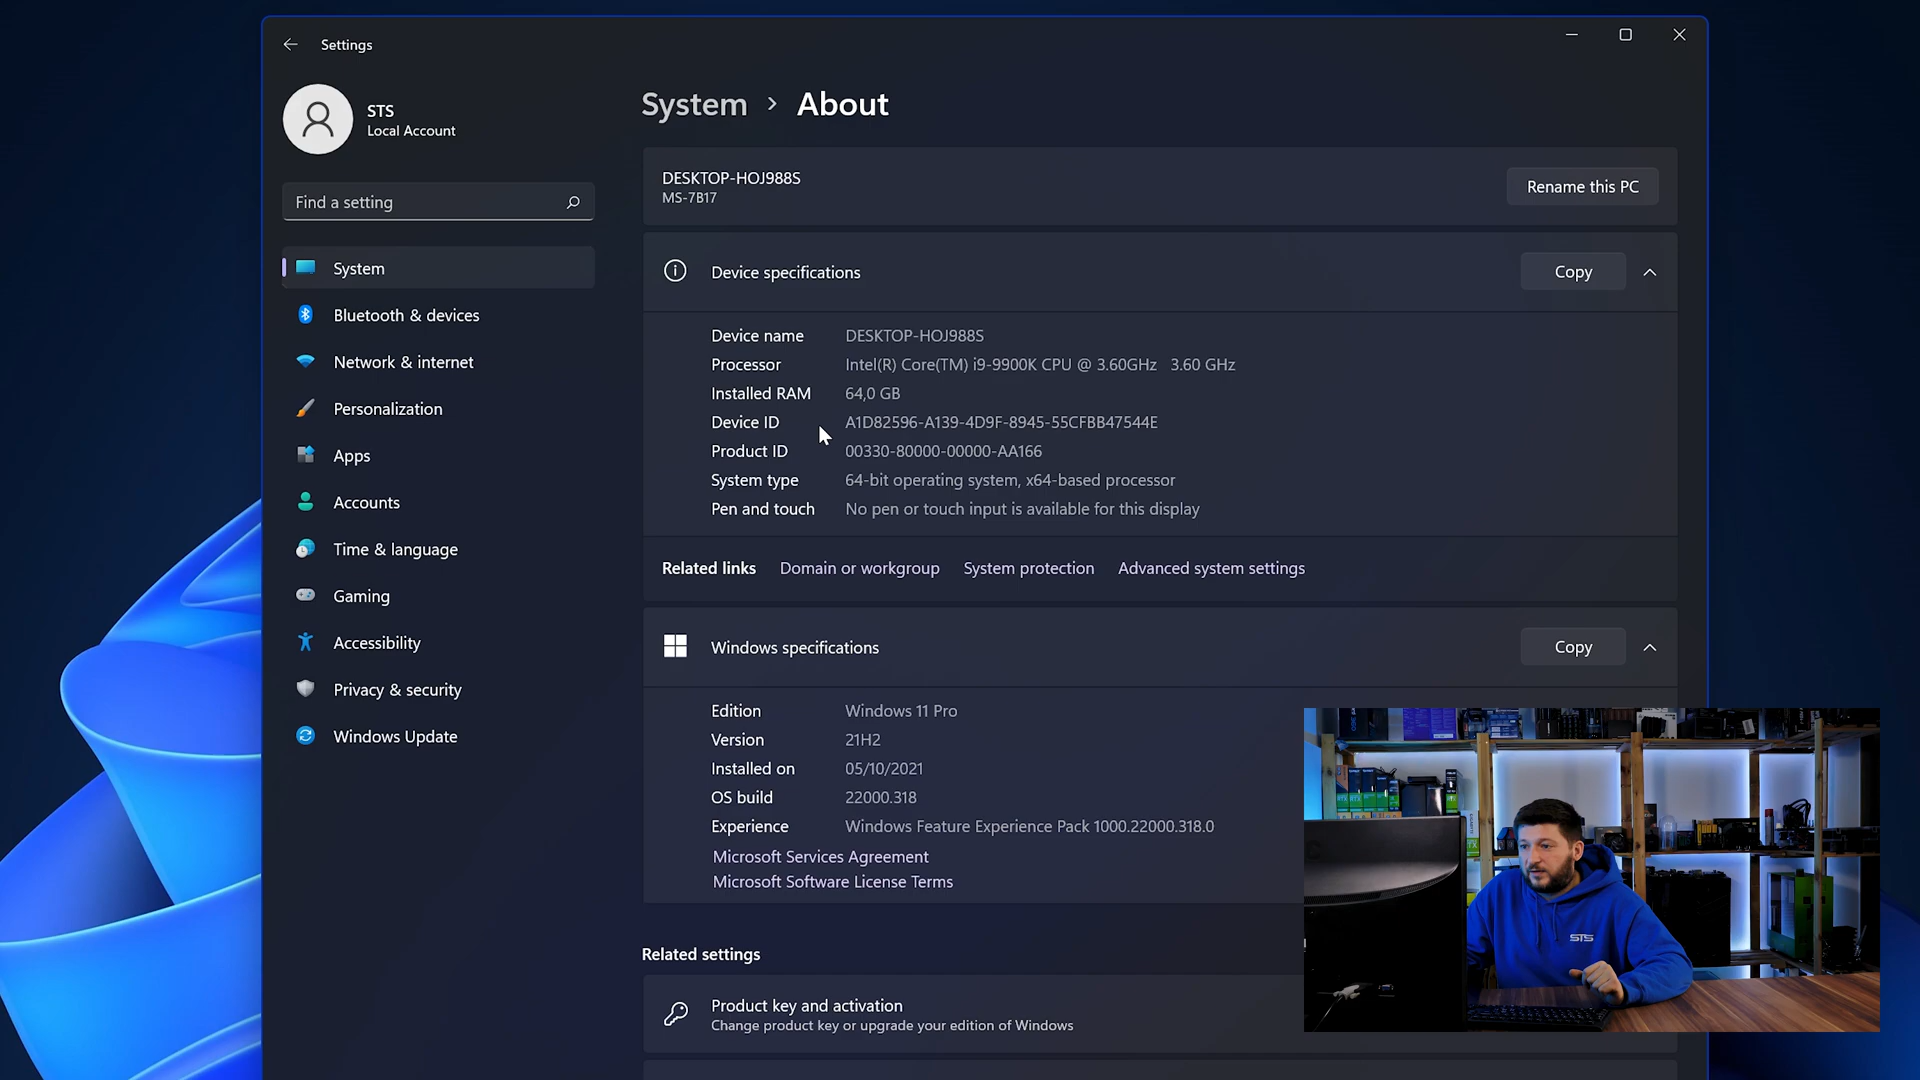 Settings
STS
Local Account
Find a setting
System
Bluetooth & devices
Network & internet
Personalization
Apps
Accounts
Time & language
Gaming
Accessibility
Privacy & security
Windows Update
System > About
DESKTOP-HOJ988S
MS-7B17
Rename this PC
Device specifications
Copy
Device name DESKTOP-HOJ988S
Processor Intel(R) Core(TM) i9-9900K CPU @ 3.60GHz 3.60 GHz
Installed RAM 64,0 GB
Device ID A1D82596-A139-4D9F-8945-55CFBB47544E
Product ID 00330-80000-00000-AA166
System type 64-bit operating system, x64-based processor
Pen and touch No pen or touch input is available for this display
Related links Domain or workgroup System protection Advanced system settings
Windows specifications
Copy
Edition Windows 11 Pro
Version 21H2
Installed on 05/10/2021
OS build 22000.318
Experience Windows Feature Experience Pack 1000.22000.318.0
Microsoft Services Agreement
Microsoft Software License Terms
Related settings
Product key and activation
Change product key or upgrade your edition of Windows
STS